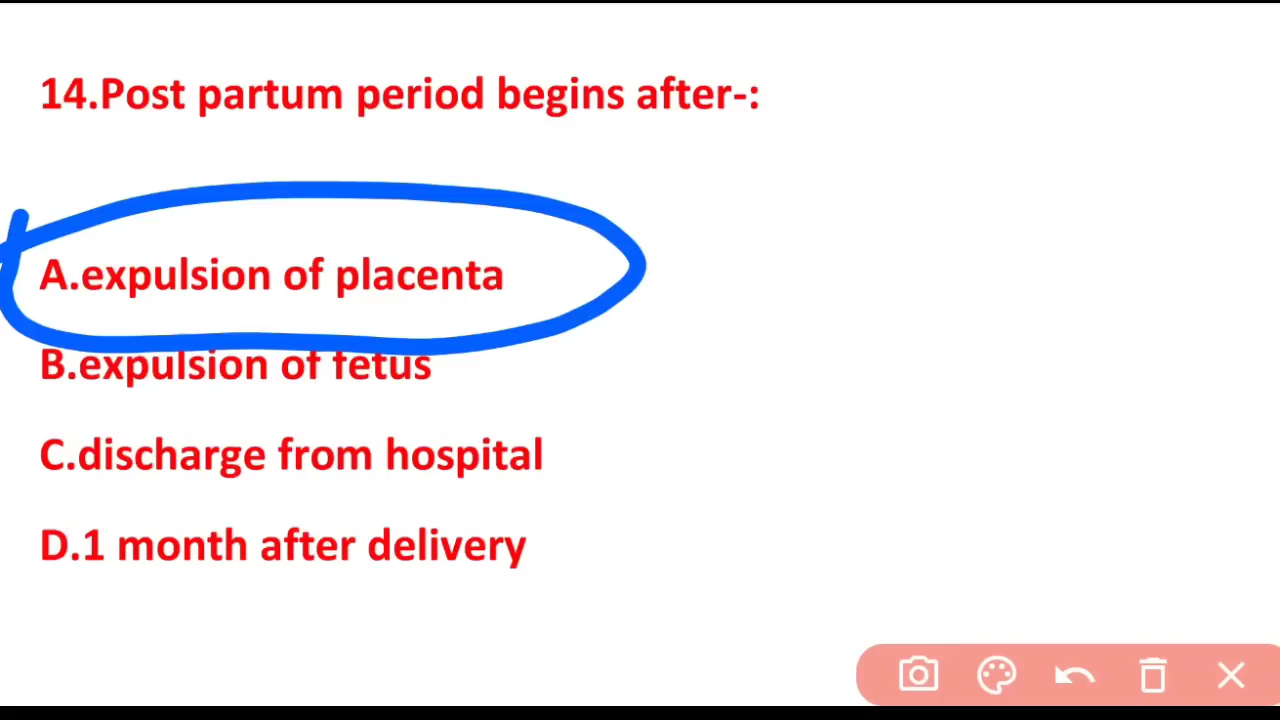 14.Post partum period begins after-:
A.expulsion of placenta
B.expulsion of fetus
C.discharge from hospital
D.1 month after delivery